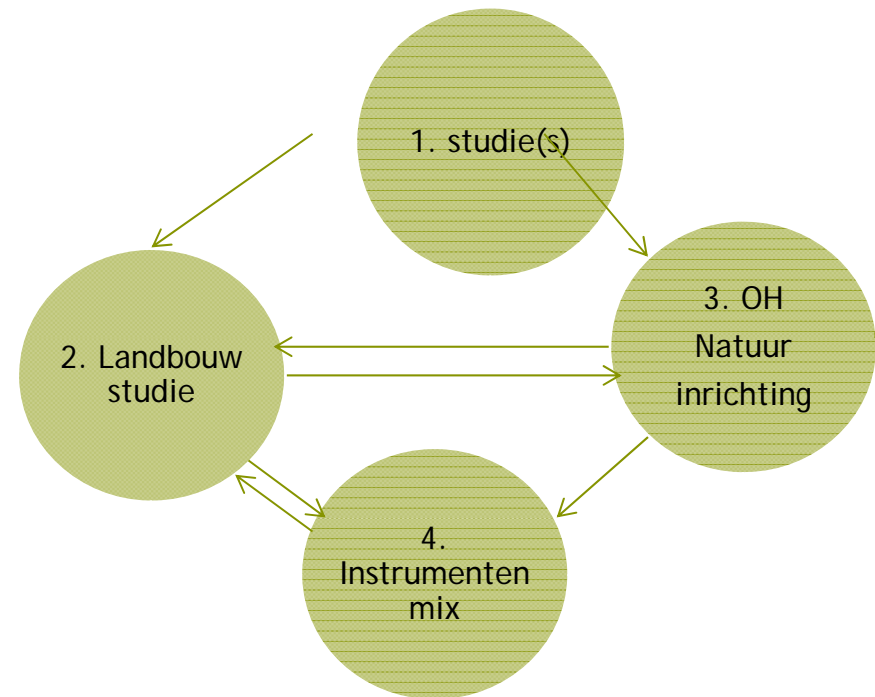 1. studie(s)
2. Landbouw
studie
3. OH
Natuur
inrichting
4.
Instrumenten
mix